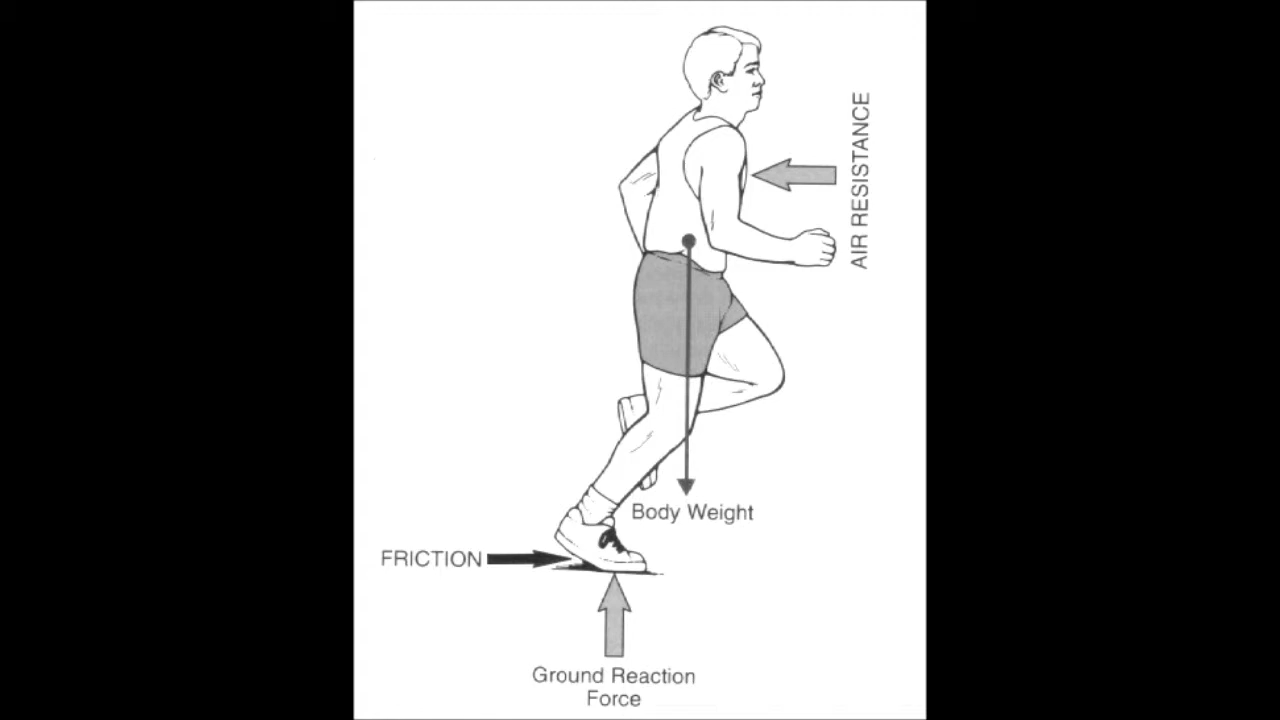 AIR RESISTANCE
Body Weight
FRICTION
Ground Reaction
Force